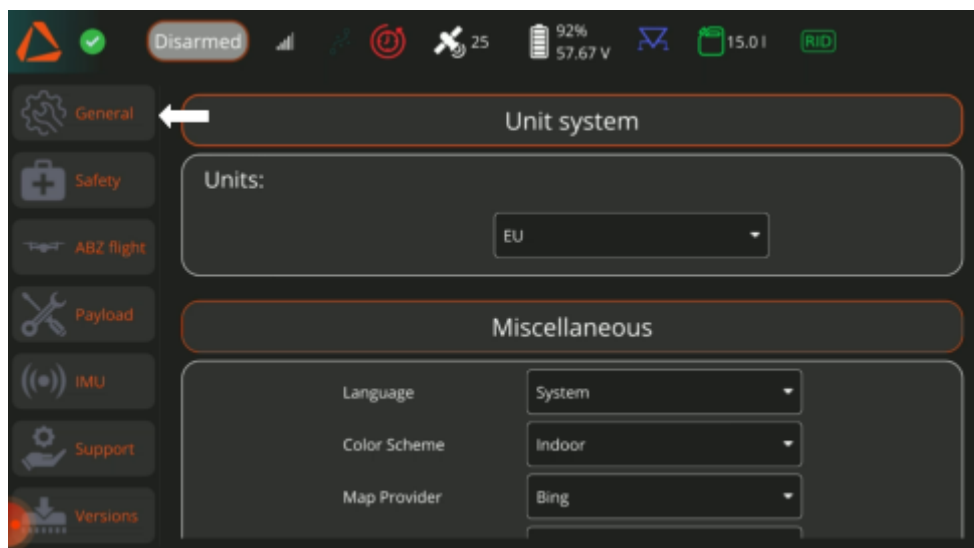 Disarmed
25
92%
57.67 V
15.0 l
RID
General
Unit system
Safety
Units:
EU
ABZ flight
Payload
Miscellaneous
IMU
Language
System
Support
Color Scheme
Indoor
Map Provider
Bing
Versions